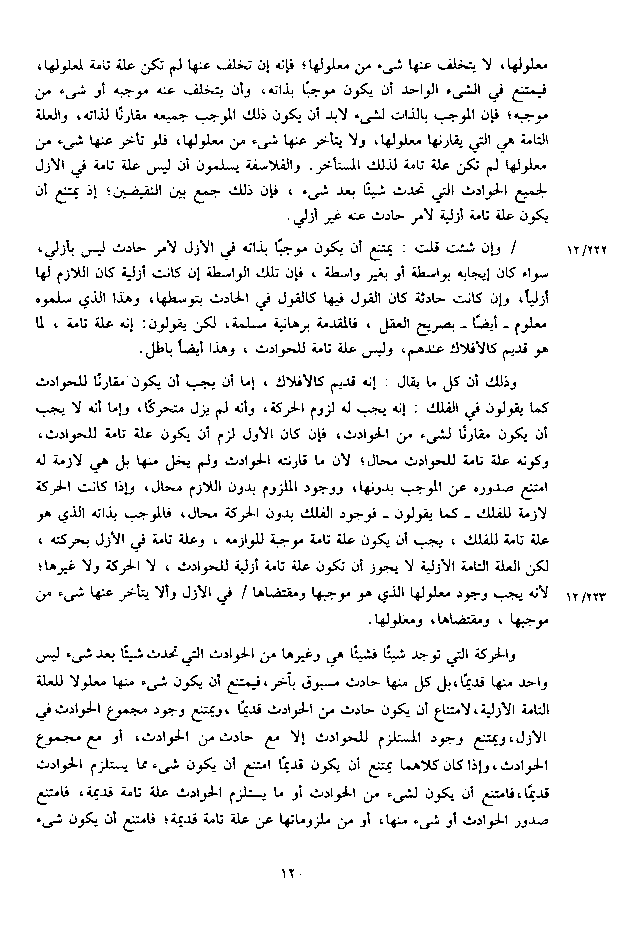 معلولها، لا يتخلف عنها شىء من معلولها؛ فإنه إن تخلف عنها لم تكن علة تامة لمعلولها،
فيمتنع في الشىء الواحد أن يكون موجبًا بذاته، وأن يتخلف عنه موجبه أو شىء من
موجبه؛ فإن الموجب بالذات لشىء لابد أن يكون ذلك الموجب جميعه مقارنًا لذاته، والعلة
التامة هي التي يقارنها معلولها، ولا يتأخر عنها شىء من معلولها، فلو تأخر عنها شىء من
معلولها لم تكن علة تامة لذلك المستأخر. والفلاسفة يسلمون أن ليس علة تامة في الأزل
لجميع الحوادث التي تحدث شيئًا بعد شىء ، فإن ذلك جمع بين النقيضين؛ إذ يمتنع أن
يكون علة تامة أزلية لأمر حادث عنه غير أزلي.
١٢/٢٢٢ / وإن شئت قلت : يمتنع أن يكون موجبًا بذاته في الأزل لأمر حادث ليس بأزلي،
سواء كان إيجابه بواسطة أو بغير واسطة ، فإن تلك الواسطة إن كانت أزلية كان اللازم لها
أزلياً، وإن كانت حادثة كان القول فيها كالقول في الحادث بتوسطها، وهذا الذي سلموه
معلوم ـ أيضًا ـ بصريح العقل ، فالمقدمة برهانية مسلمة، لكن يقولون: إنه علة تامة ، لما
هو قديم كالأفلاك عندهم، وليس علة تامة للحوادث ، وهذا أيضاً باطل.
وذلك أن كل ما يقال : إنه قديم كالأفلاك ، إما أن يجب أن يكون مقارنًا للحوادث
كما يقولون في الفلك : إنه يجب له لزوم الحركة، وأنه لم يزل متحركًا، وإما أنه لا يجب
أن يكون مقارنًا لشىء من الحوادث، فإن كان الأول لزم أن يكون علة تامة للحوادث،
وكونه علة تامة للحوادث محال؛ لأن ما قارنته الحوادث ولم يخل منها بل هي لازمة له
امتنع صدوره عن الموجب بدونها، ووجود الملزوم بدون اللازم محال، وإذا كانت الحركة
لازمة للفلك ـ كما يقولون ـ فوجود الفلك بدون الحركة محال، فالموجب بذاته الذي هو
علة تامة للفلك ، يجب أن يكون علة تامة موجبة للوازمه ، وعلة تامة في الأزل بحركته ،
لكن العلة التامة الأزلية لا يجوز أن تكون علة تامة أزلية للحوادث ، لا الحركة ولا غيرها؛
١٢/٢٢٣ لأنه يجب وجود معلولها الذي هو موجبها ومقتضاها / في الأزل وألا يتأخر عنها شىء من
موجبها ، ومقتضاها، ومعلولها.
والحركة التي توجد شيئًا فشيئًا هي وغيرها من الحوادث التي تحدث شيئًا بعد شىء ليس
واحد منها قديمًا،بل كل منها حادث مسبوق بآخر،فيمتنع أن يكون شىء منها معلولا للعلة
التامة الأزلية،لامتناع أن يكون حادث من الحوادث قديمًا ،ويمتنع وجود مجموع الحوادث في
الأزل،ويمتنع وجود المستلزم للحوادث إلا مع حادث من الحوادث، أو مع مجموع
الحوادث،وإذا كان كلاهما يمتنع أن يكون قديمًا امتنع أن يكون شىء مما يستلزم الحوادث
قديمًا،فامتنع أن يكون لشىء من الحوادث أو ما يستلزم الحوادث علة تامة قديمة، فامتنع
صدور الحوادث أو شىء منها، أو من ملزوماتها عن علة تامة قديمة؛ فامتنع أن يكون شىء
١٢٠